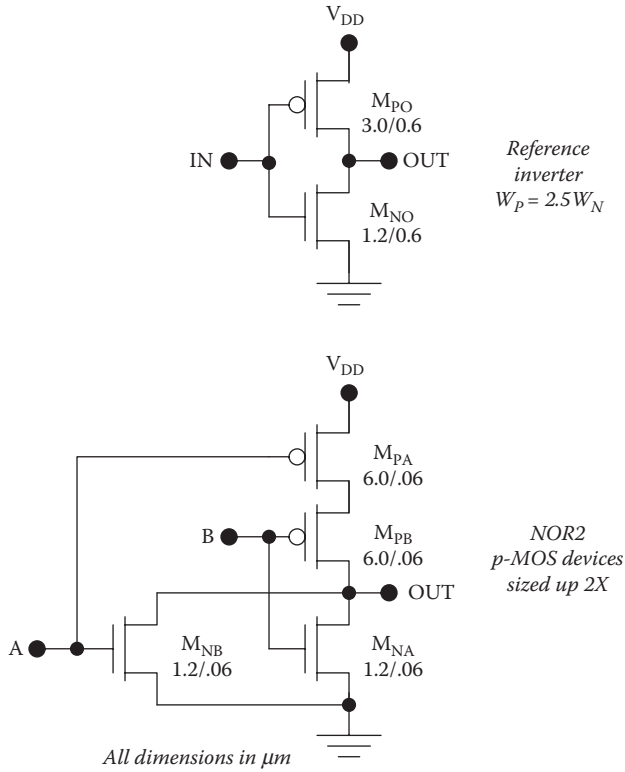 V_DD
M_PO
3.0/0.6
IN
OUT
Reference
inverter
W_P = 2.5W_N
M_NO
1.2/0.6
V_DD
M_PA
6.0/.06
B
M_PB
6.0/.06
NOR2
p-MOS devices
sized up 2X
OUT
A
M_NB
1.2/.06
M_NA
1.2/.06
All dimensions in μm